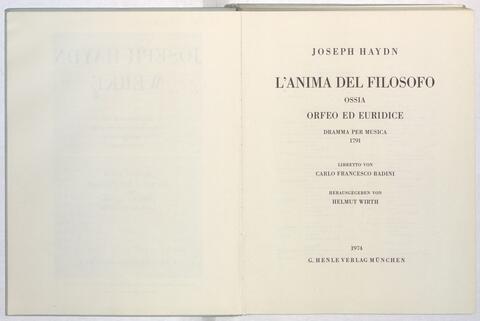 JOSEPH HAYDN
L'ANIMA DEL FILOSOFO
OSSIA
ORFEO ED EURIDICE
DRAMMA PER MUSICA
1791
LIBRETTO VON
CARLO FRANCESCO BADINI
HERAUSGEGEBEN VON
HELMUT WIRTH
1974
G. HENLE VERLAG MÜNCHEN